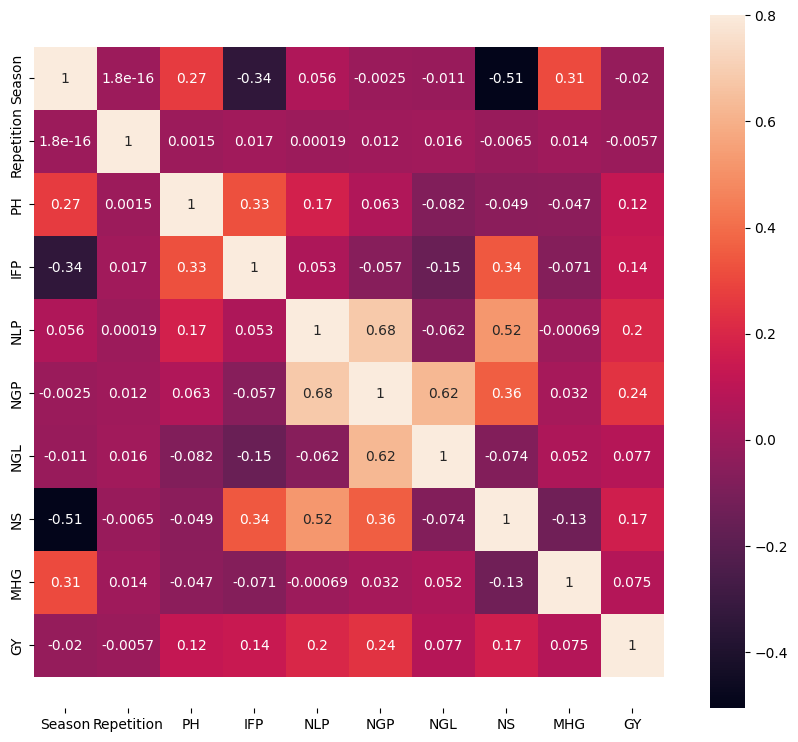 Season 1 1.8e-16 0.27 -0.34 0.056 -0.0025 -0.011 -0.51 0.31 -0.02
Repetition 1.8e-16 1 0.0015 0.017 0.00019 0.012 0.016 -0.0065 0.014 -0.0057
PH 0.27 0.0015 1 0.33 0.17 0.063 -0.082 -0.049 -0.047 0.12
IFP -0.34 0.017 0.33 1 0.053 -0.057 -0.15 0.34 -0.071 0.14
NLP 0.056 0.00019 0.17 0.053 1 0.68 -0.062 0.52 -0.00069 0.2
NGP -0.0025 0.012 0.063 -0.057 0.68 1 0.62 0.36 0.032 0.24
NGL -0.011 0.016 -0.082 -0.15 -0.062 0.62 1 -0.074 0.052 0.077
NS -0.51 -0.0065 -0.049 0.34 0.52 0.36 -0.074 1 -0.13 0.17
MHG 0.31 0.014 -0.047 -0.071 -0.00069 0.032 0.052 -0.13 1 0.075
GY -0.02 -0.0057 0.12 0.14 0.2 0.24 0.077 0.17 0.075 1
Season Repetition PH IFP NLP NGP NGL NS MHG GY
0.8
0.6
0.4
0.2
0.0
−0.2
−0.4